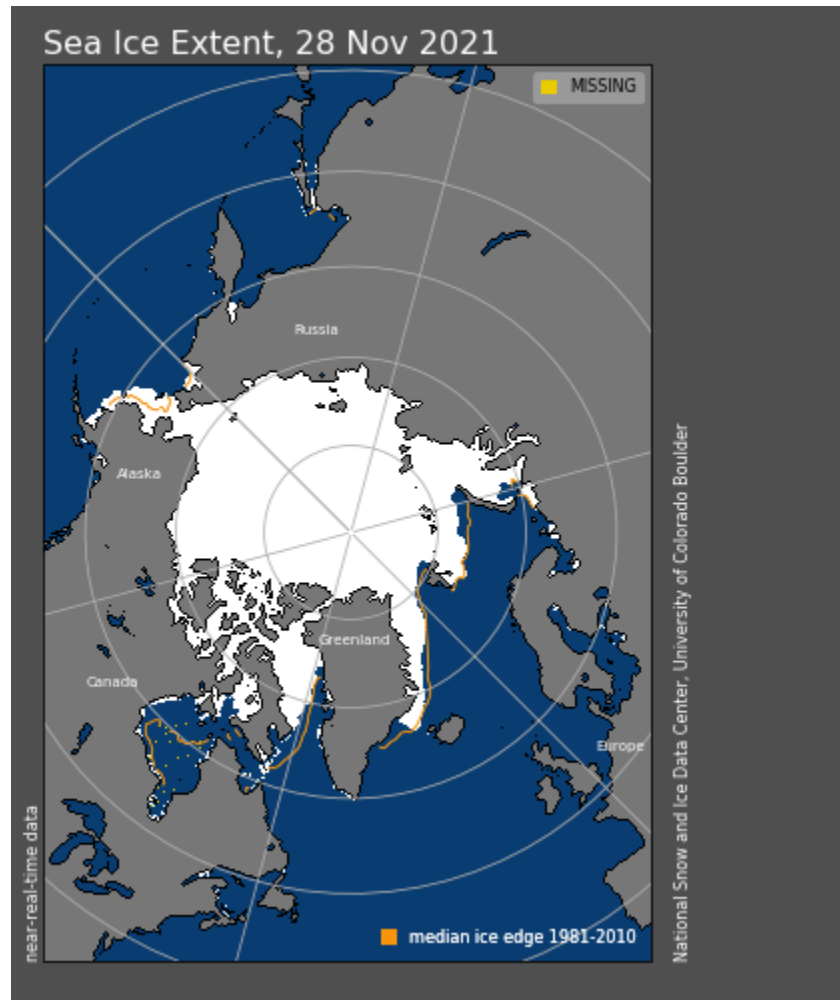 Sea Ice Extent, 28 Nov 2021
MISSING
Russia
Alaska
Greenland
Canada
Europe
near-real-time data
National Snow and Ice Data Center, University of Colorado Boulder
median ice edge 1981-2010